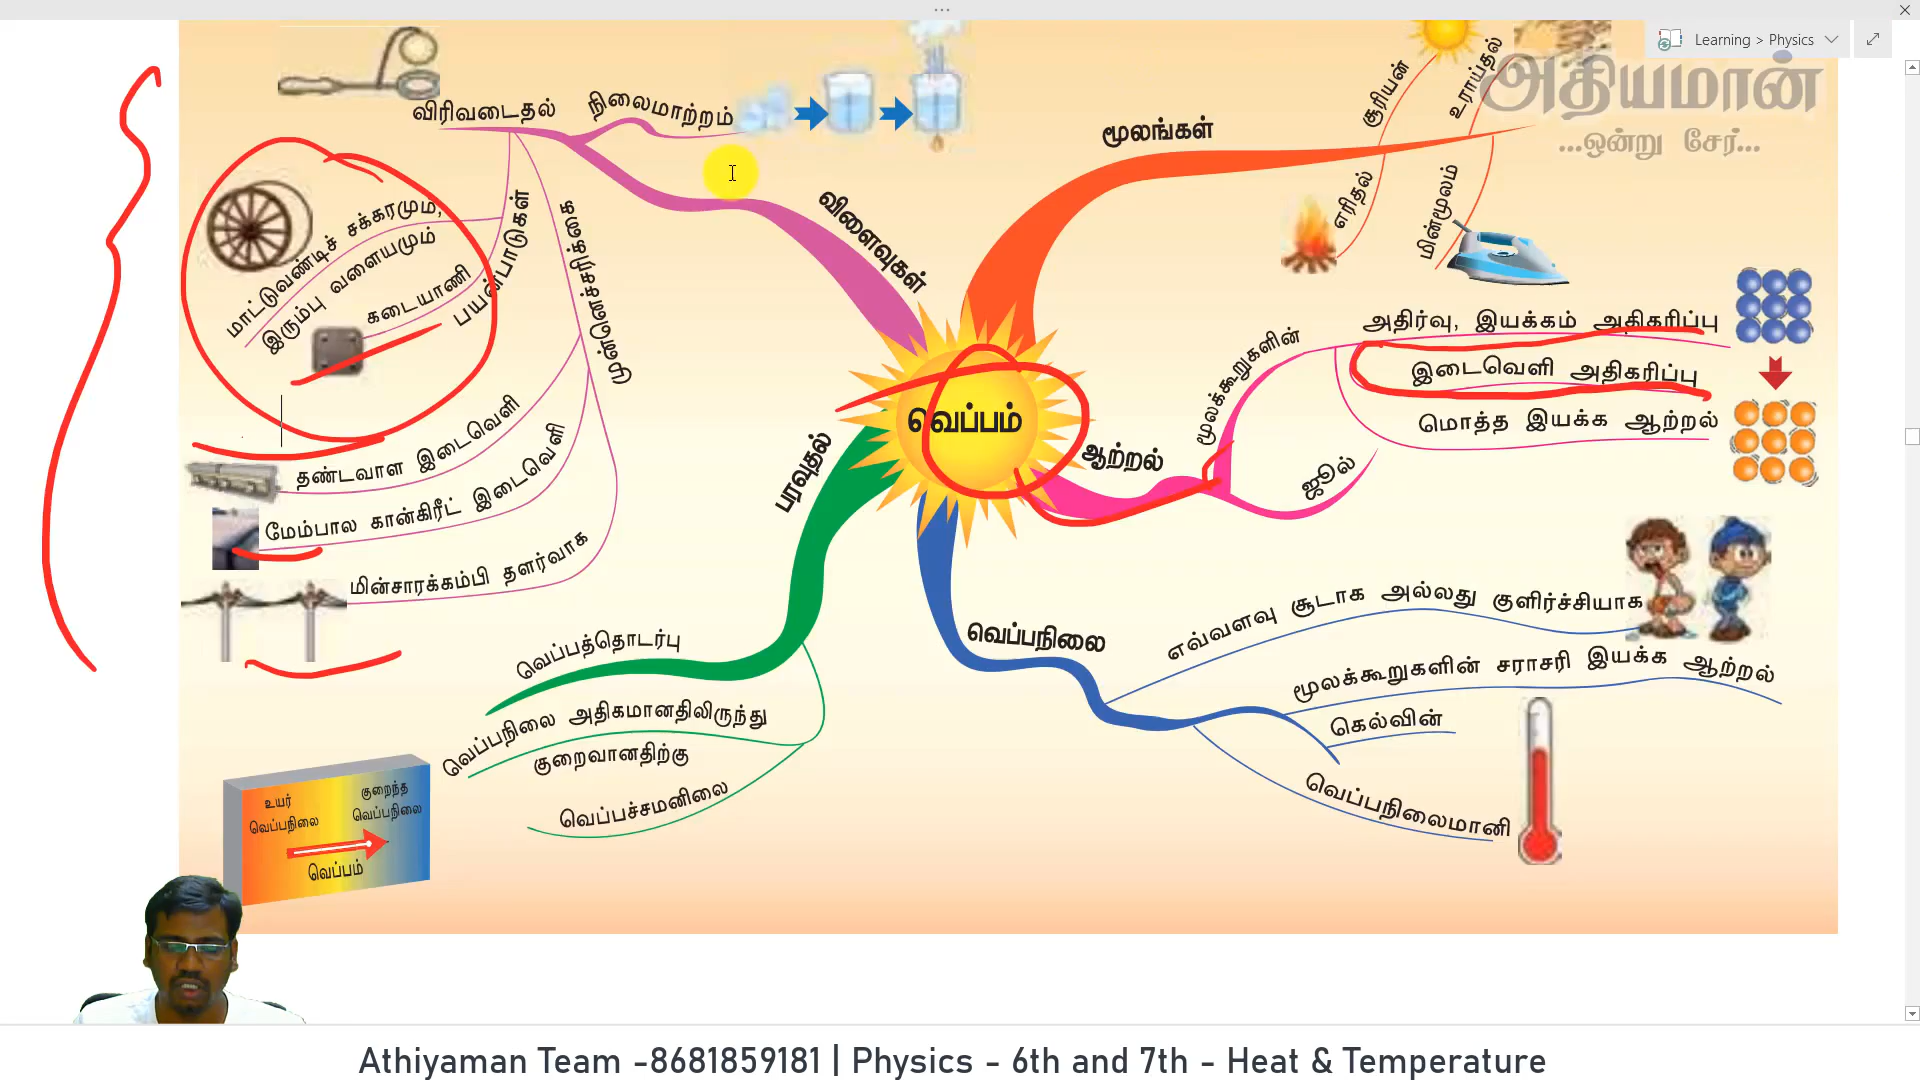 Learning > Physics
அதியமான்
...ஒன்று சேர்...
விரிவடைதல்
நிலைமாற்றம்
மூலங்கள்
சூரியன்
உராய்தல்
எரிதல்
மின்மூலம்
விளைவுகள்
மாட்டுவண்டிச் சக்கரமும்,
இரும்பு வளையமும்
கடையாணி
பயன்பாடுகள்
முன்னெச்சரிக்கை
தண்டவாள இடைவெளி
மேம்பால கான்கிரீட் இடைவெளி
மின்சாரக்கம்பி தளர்வாக
வெப்பம்
ஆற்றல்
மூலக்கூறுகளின்
அதிர்வு, இயக்கம் அதிகரிப்பு
இடைவெளி அதிகரிப்பு
மொத்த இயக்க ஆற்றல்
ஜூல்
பரவுதல்
வெப்பத்தொடர்பு
வெப்பநிலை அதிகமானதிலிருந்து
குறைவானதிற்கு
வெப்பச்சமனிலை
வெப்பநிலை
எவ்வளவு சூடாக அல்லது குளிர்ச்சியாக
மூலக்கூறுகளின் சராசரி இயக்க ஆற்றல்
கெல்வின்
வெப்பநிலைமானி
உயர்
வெப்பநிலை
குறைந்த
வெப்பநிலை
வெப்பம்
Athiyaman Team -8681859181 | Physics - 6th and 7th - Heat & Temperature